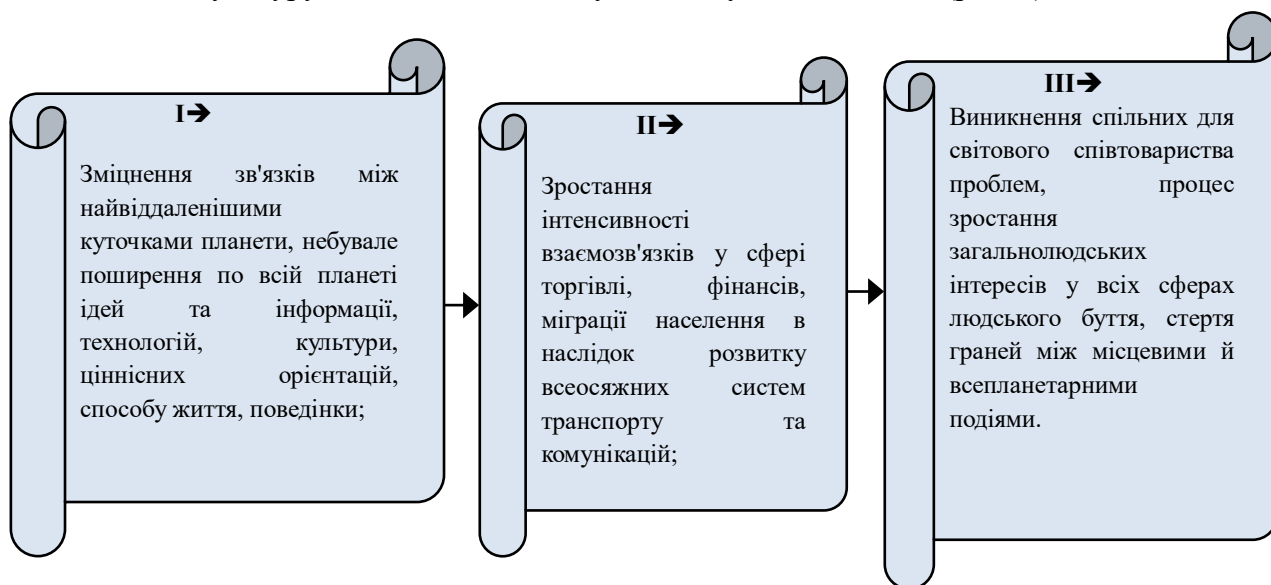 I➔
Зміцнення зв'язків між
найвіддаленішими
куточками планети, небувале
поширення по всій планеті
ідей та інформації,
технологій, культури,
ціннісних орієнтацій,
способу життя, поведінки;
II➔
Зростання
інтенсивності
взаємозв'язків у сфері
торгівлі, фінансів,
міграції населення в
наслідок розвитку
всеосяжних систем
транспорту та
комунікацій;
III➔
Виникнення спільних для
світового співтовариства
проблем, процес
зростання
загальнолюдських
інтересів у всіх сферах
людського буття, стертя
граней між місцевими й
всепланетарними
подіями.